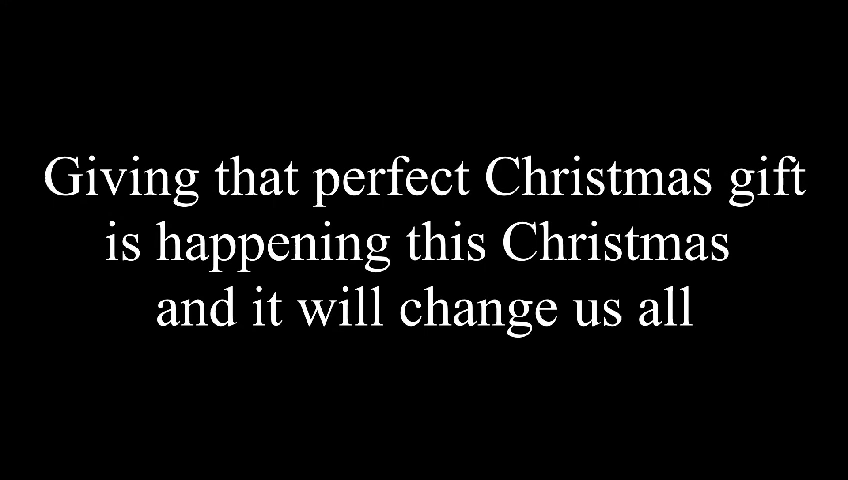 Giving that perfect Christmas gift
is happening this Christmas
and it will change us all